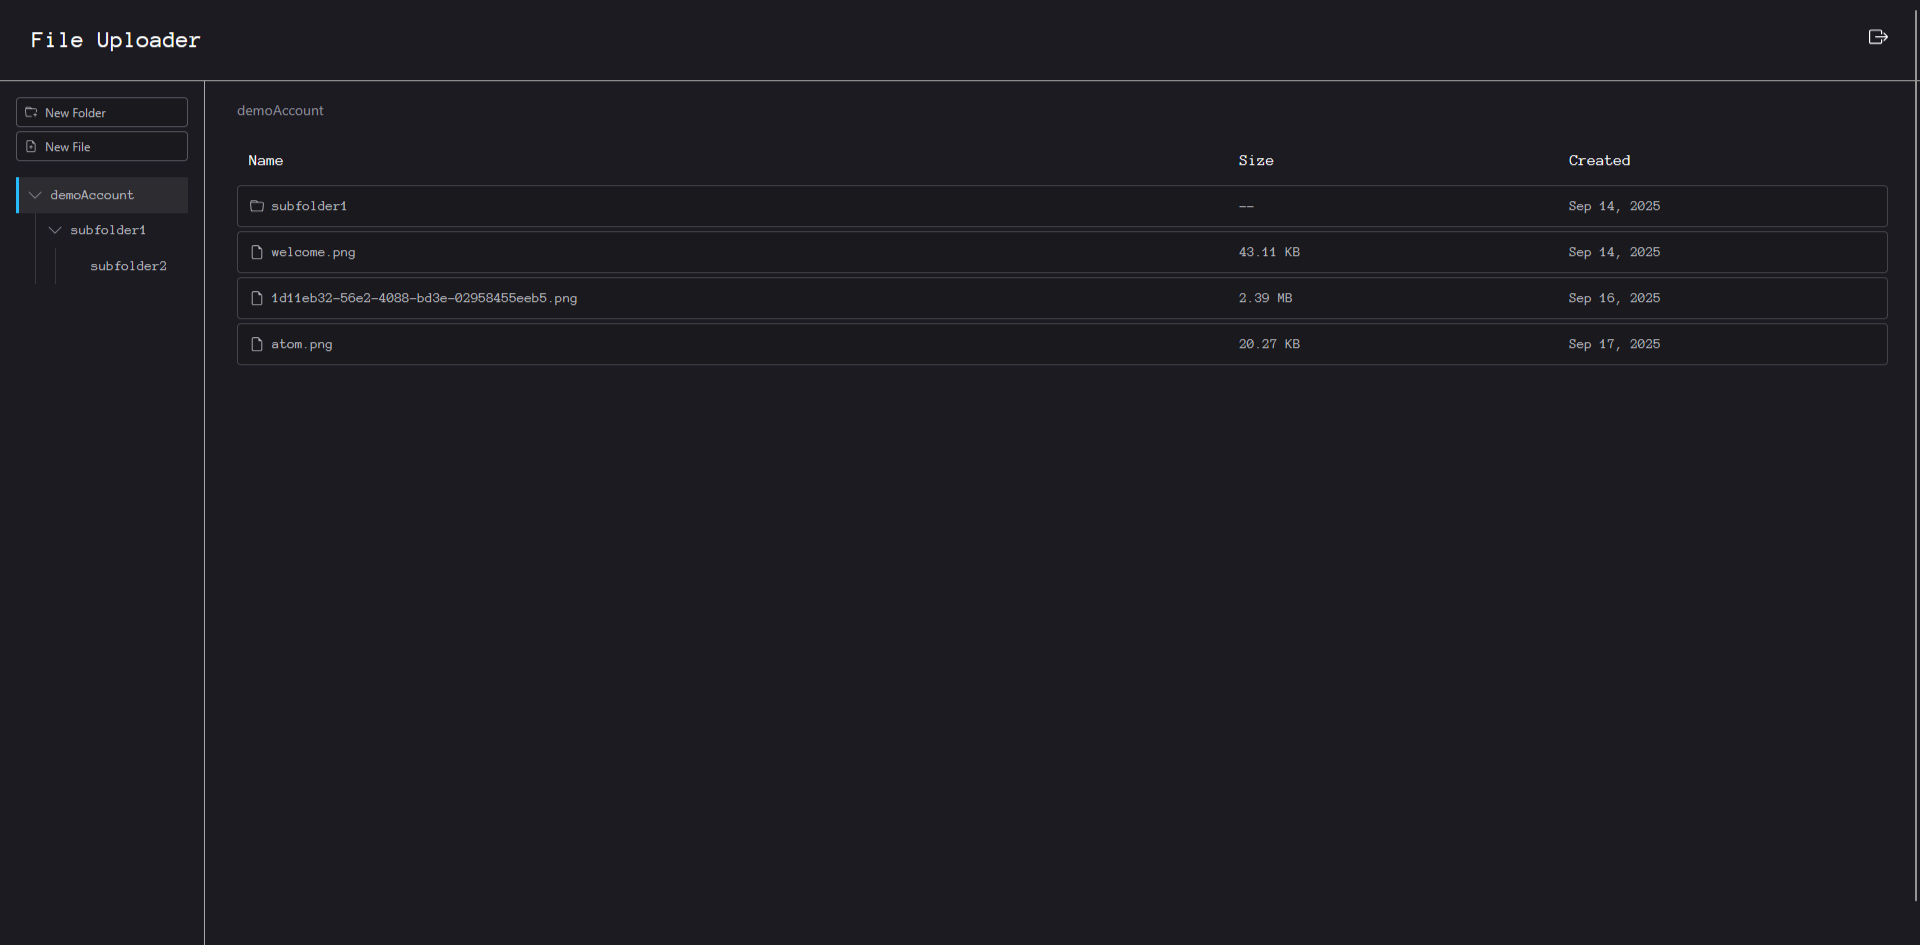 File Uploader
New Folder
New File
demoAccount
subfolder1
subfolder2
demoAccount
Name Size Created
subfolder1 -- Sep 14, 2025
welcome.png 43.11 KB Sep 14, 2025
1d11eb32-56e2-4088-bd3e-02958455eeb5.png 2.39 MB Sep 16, 2025
atom.png 20.27 KB Sep 17, 2025